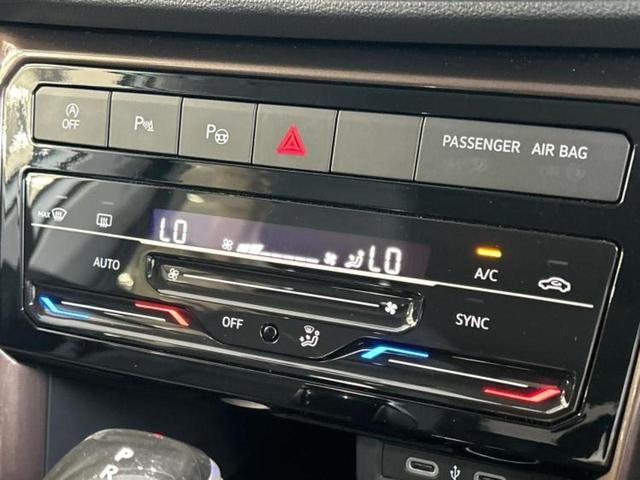 A
OFF
P
P
PASSENGER AIR BAG
MAX
LO
LO
AUTO
A/C
OFF
SYNC
P
R